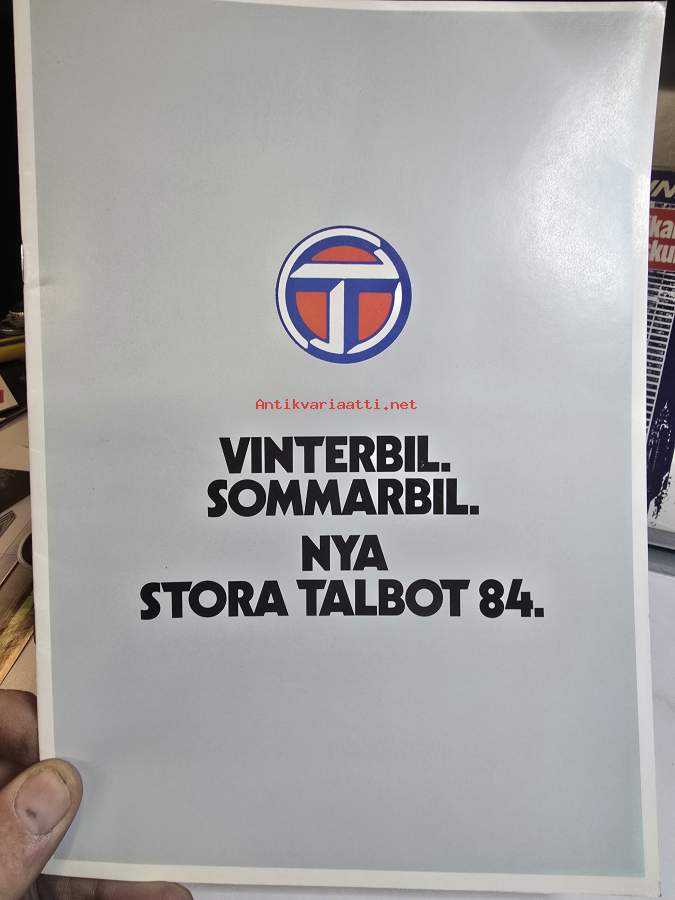 Antikvariaatti.net
VINTERBIL.
SOMMARBIL.
NYA
STORA TALBOT 84.